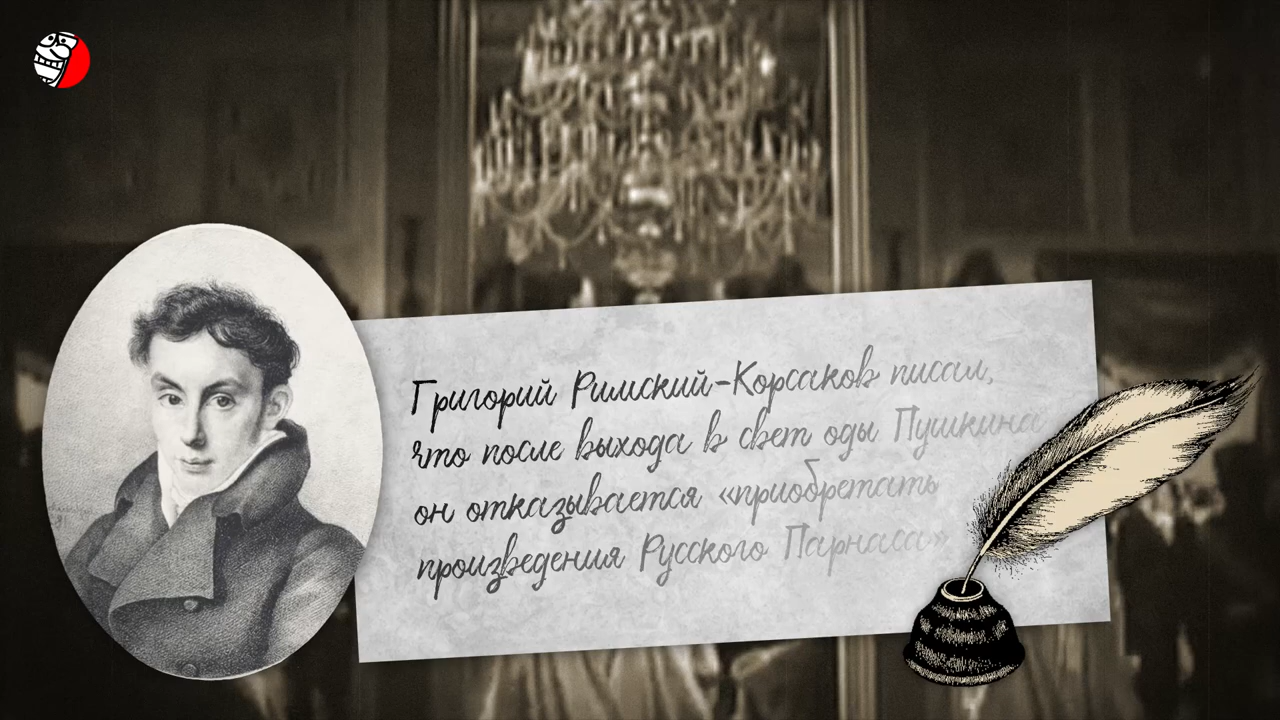 Григорий Римский-Корсаков писал,
что после выхода в свет оды Пушкина
он отказывается «приобретать
произведения Русского Парнаса»